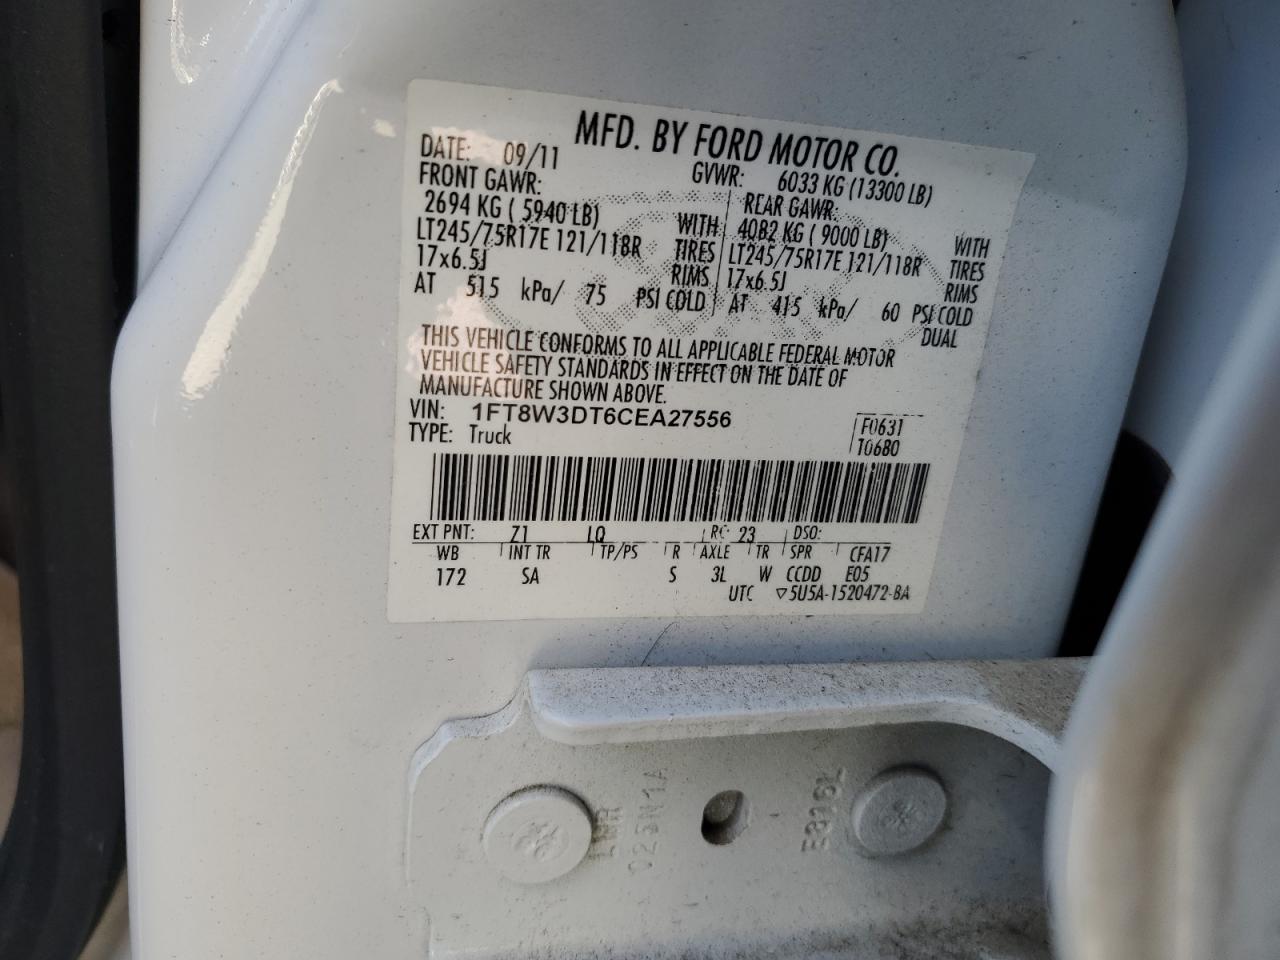 MFD. BY FORD MOTOR CO.
DATE: 09/11 GVWR: 6033 KG (13300 LB)
FRONT GAWR: REAR GAWR:
2694 KG ( 5940 LB) WITH 4082 KG ( 9000 LB) WITH
LT245/75R17E 121/118R TIRES LT245/75R17E 121/118R TIRES
17x6.5J RIMS 17x6.5J RIMS
AT 515 kPa/ 75 PSI COLD AT 415 kPa/ 60 PSI COLD
DUAL
THIS VEHICLE CONFORMS TO ALL APPLICABLE FEDERAL MOTOR
VEHICLE SAFETY STANDARDS IN EFFECT ON THE DATE OF
MANUFACTURE SHOWN ABOVE.
VIN: 1FT8W3DT6CEA27556 F0631
TYPE: Truck T0680
EXT PNT: Z1 LQ RC: 23 DSO:
WB INT TR TP/PS R AXLE TR SPR CFA17
172 SA S 3L W CCDD E05
UTC ▽5U5A-1520472-BA
023N1A